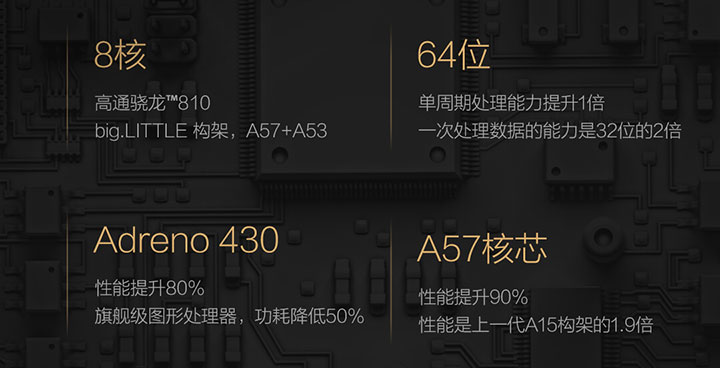 8核
高通骁龙™810
big.LITTLE 构架，A57+A53
64位
单周期处理能力提升1倍
一次处理数据的能力是32位的2倍
Adreno 430
性能提升80%
旗舰级图形处理器，功耗降低50%
A57核芯
性能提升90%
性能是上一代A15构架的1.9倍